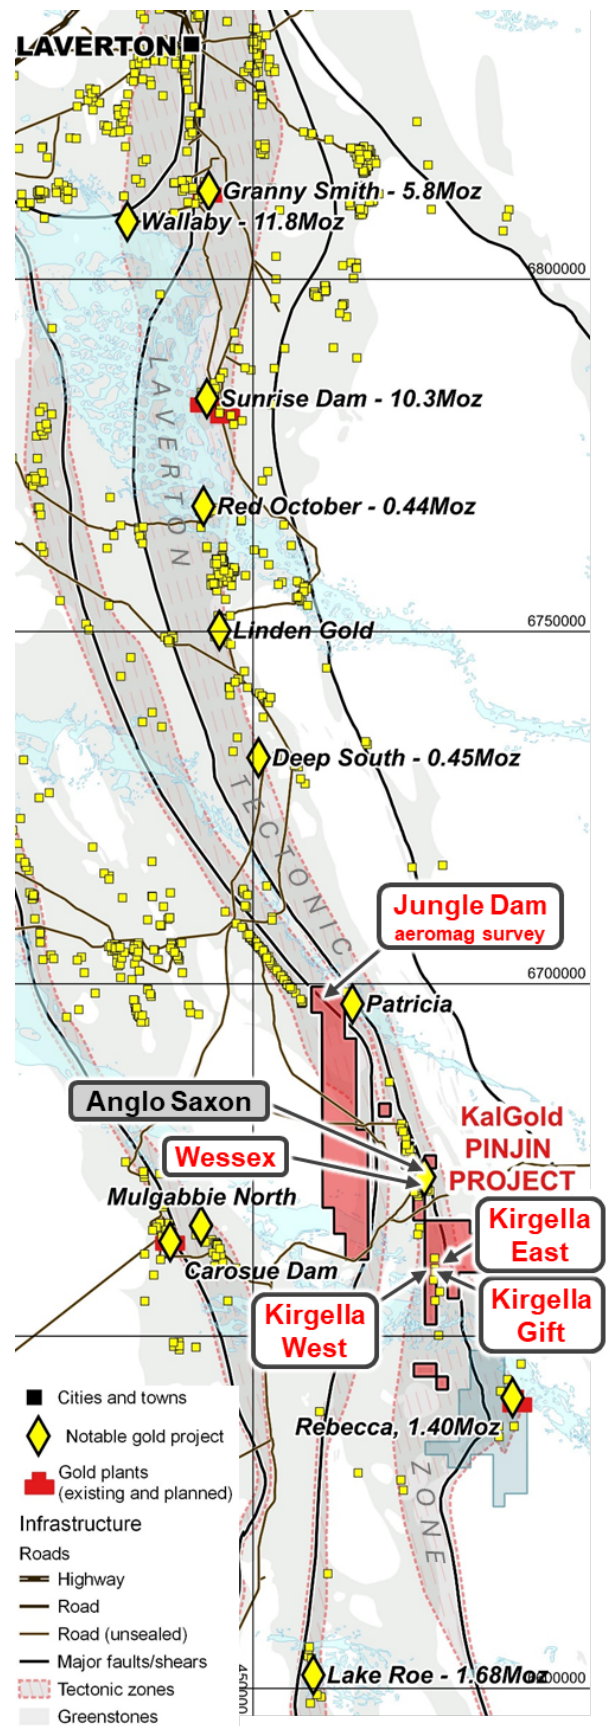 LAVERTON
Granny Smith - 5.8Moz
Wallaby - 11.8Moz
6800000
Sunrise Dam - 10.3Moz
LAVERTON
Red October - 0.44Moz
6750000
Linden Gold
Deep South - 0.45Moz
TECTONIC
Jungle Dam
aeromag survey
6700000
Patricia
Anglo Saxon
KalGold
PINJIN
PROJECT
Wessex
Mulgabbie North
Kirgella
East
Carosue Dam
Kirgella
West
Kirgella
Gift
Rebecca, 1.40Moz
ZONE
Cities and towns
Notable gold project
Gold plants
(existing and planned)
Infrastructure
Roads
Highway
Road
Road (unsealed)
Major faults/shears
Tectonic zones
Greenstones
Lake Roe - 1.68Moz
6600000
450000